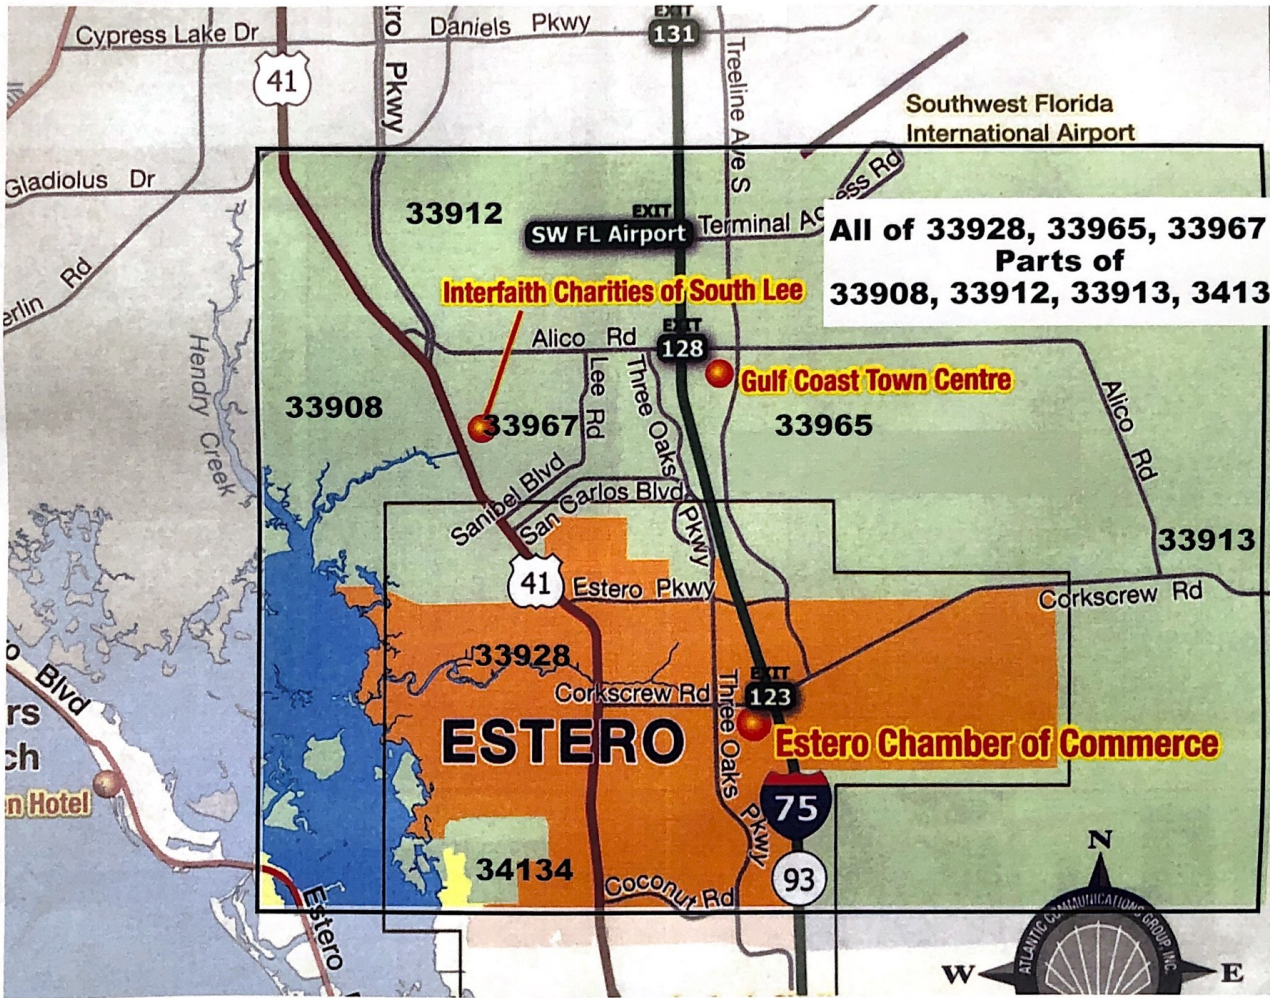 Cypress Lake Dr
41
tro Pkwy
Daniels Pkwy
EXIT
131
Treeline Ave S
Southwest Florida
International Airport
Gladiolus Dr
33912
EXIT
SW FL Airport
Terminal Access Rd
All of 33928, 33965, 33967
Parts of
33908, 33912, 33913, 3413
erlin Rd
Interfaith Charities of South Lee
Hendry Creek
Alico Rd
EXIT
128
Lee Rd
Three Oaks Pkwy
Gulf Coast Town Centre
33908
33967
33965
Alico Rd
Sanibel Blvd
San Carlos Blvd
33913
41
Estero Pkwy
Corkscrew Rd
33928
Corkscrew Rd
EXIT
123
o Blvd
rs
ch
n Hotel
ESTERO
Three Oaks Pkwy
Estero Chamber of Commerce
75
34134
93
Coconut Rd
Estero
N
W
E
ATLANTIC COMMUNICATIONS GROUP, INC.